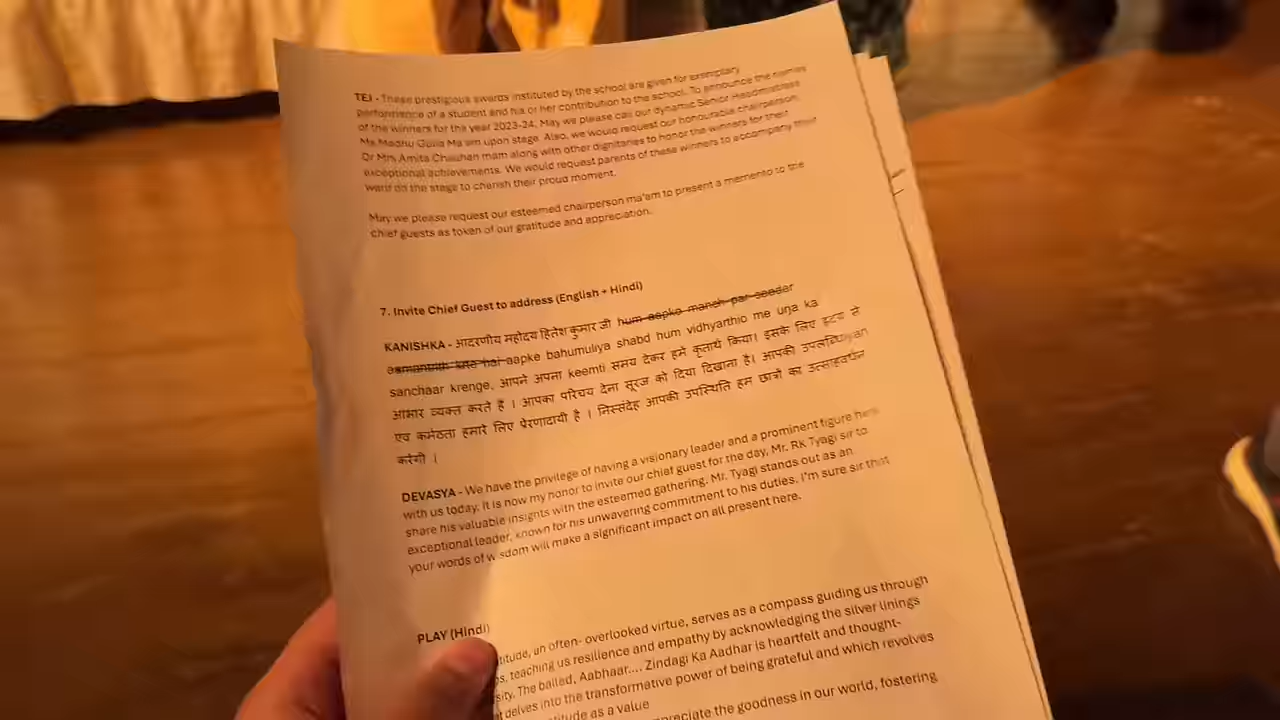 TEJ - These prestigious awards instituted by the school are given for exemplary
performance of a student and his or her contribution to the school. To announce the names
of the winners for the year 2023-24, May we please call our dynamic Senior Headmistress
Ms Madhu Gulia Ma'am upon stage. Also, we would request our honourable chairperson,
Dr Mrs Amita Chauhan mam along with other dignitaries to honor the winners for their
exceptional achievements. We would request parents of these winners to accompany their
ward on the stage to cherish their proud moment.
May we please request our esteemed chairperson ma'am to present a memento to the
chief guests as token of our gratitude and appreciation.
7. Invite Chief Guest to address (English + Hindi)
KANISHKA - आदरणीय महोदय हितेश कुमार जी hum aapko manch par saader
aamantrit krte hai aapke bahumuliya shabd hum vidhyarthio me urja ka
sanchaar krenge, आपने अपना keemti समय देकर हमें कृतार्थ किया। इसके लिए हृदय से
आभार व्यक्त करते हैं । आपका परिचय देना सूरज को दिया दिखाना है। आपकी उपलब्धियां
एवं कर्मठता हमारे लिए प्रेरणादायी है । निस्संदेह आपकी उपस्थिति हम छात्रों का उत्साहवर्धन
करेगी ।
DEVASYA - We have the privilege of having a visionary leader and a prominent figure here
with us today. It is now my honor to invite our chief guest for the day, Mr. RK Tyagi sir to
share his valuable insights with the esteemed gathering. Mr. Tyagi stands out as an
exceptional leader, known for his unwavering commitment to his duties. I'm sure sir that
your words of wisdom will make a significant impact on all present here.
PLAY (Hindi)
titude, an often- overlooked virtue, serves as a compass guiding us through
ps, teaching us resilience and empathy by acknowledging the silver linings
sity. The ballad, Aabhaar.... Zindagi Ka Aadhar is heartfelt and thought-
t delves into the transformative power of being grateful and which revolves
titude as a value
preciate the goodness in our world, fostering